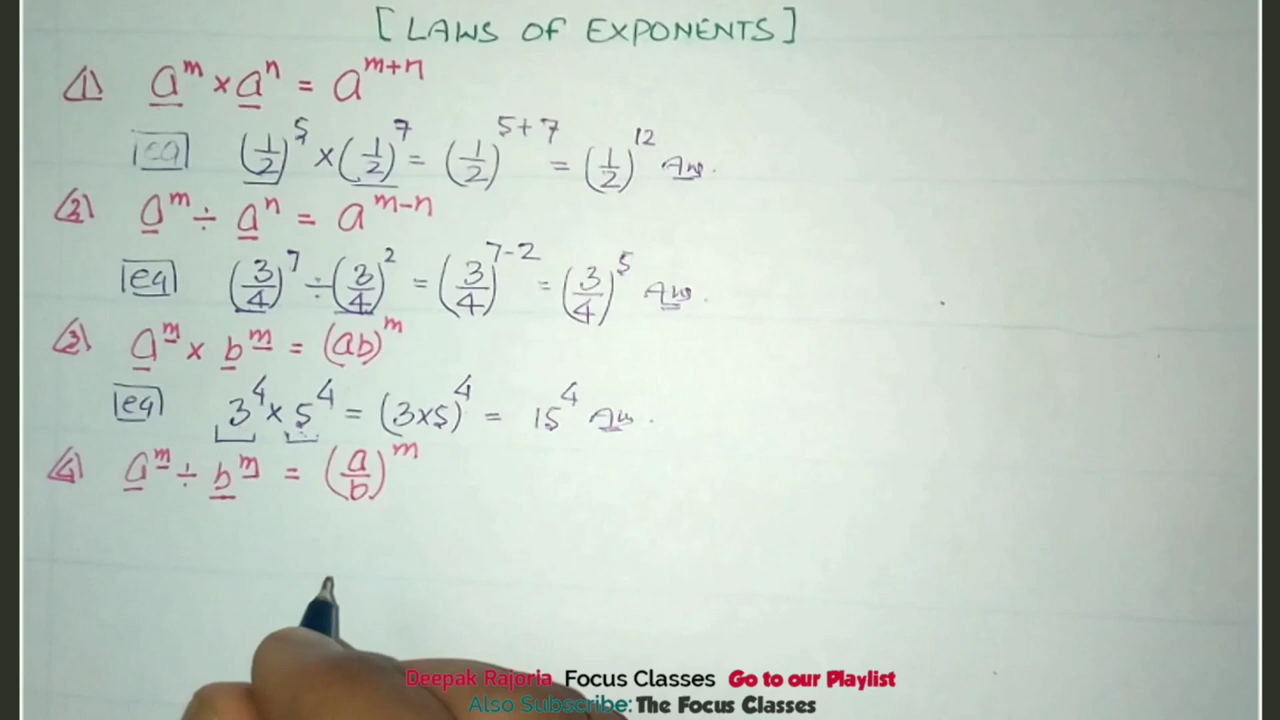 [LAWS OF EXPONENTS]
(1) a^m × a^n = a^(m+n)
eg (1/2)^5 × (1/2)^7 = (1/2)^(5+7) = (1/2)^12 Ans.
(2) a^m ÷ a^n = a^(m-n)
eg (3/4)^7 ÷ (3/4)^2 = (3/4)^(7-2) = (3/4)^5 Ans.
(3) a^m × b^m = (ab)^m
eg 3^4 × 5^4 = (3×5)^4 = 15^4 Ans.
(4) a^m ÷ b^m = (a/b)^m
Deepak Rajoria Focus Classes Go to our Playlist
Also Subscribe: The Focus Classes